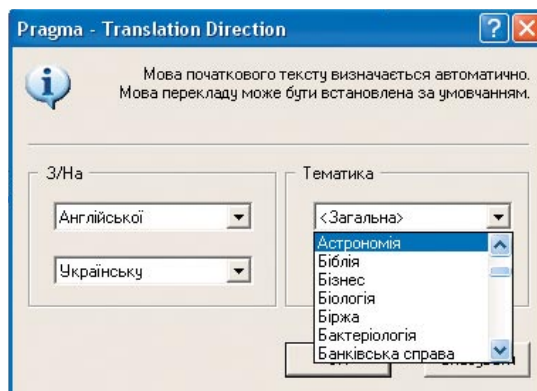 Pragma - Translation Direction
Мова початкового тексту визначається автоматично.
Мова перекладу може бути встановлена за умовчанням.
З/На
Англійської
Українську
Тематика
<Загальна>
Астрономія
Біблія
Бізнес
Біологія
Біржа
Бактеріологія
Банківська справа